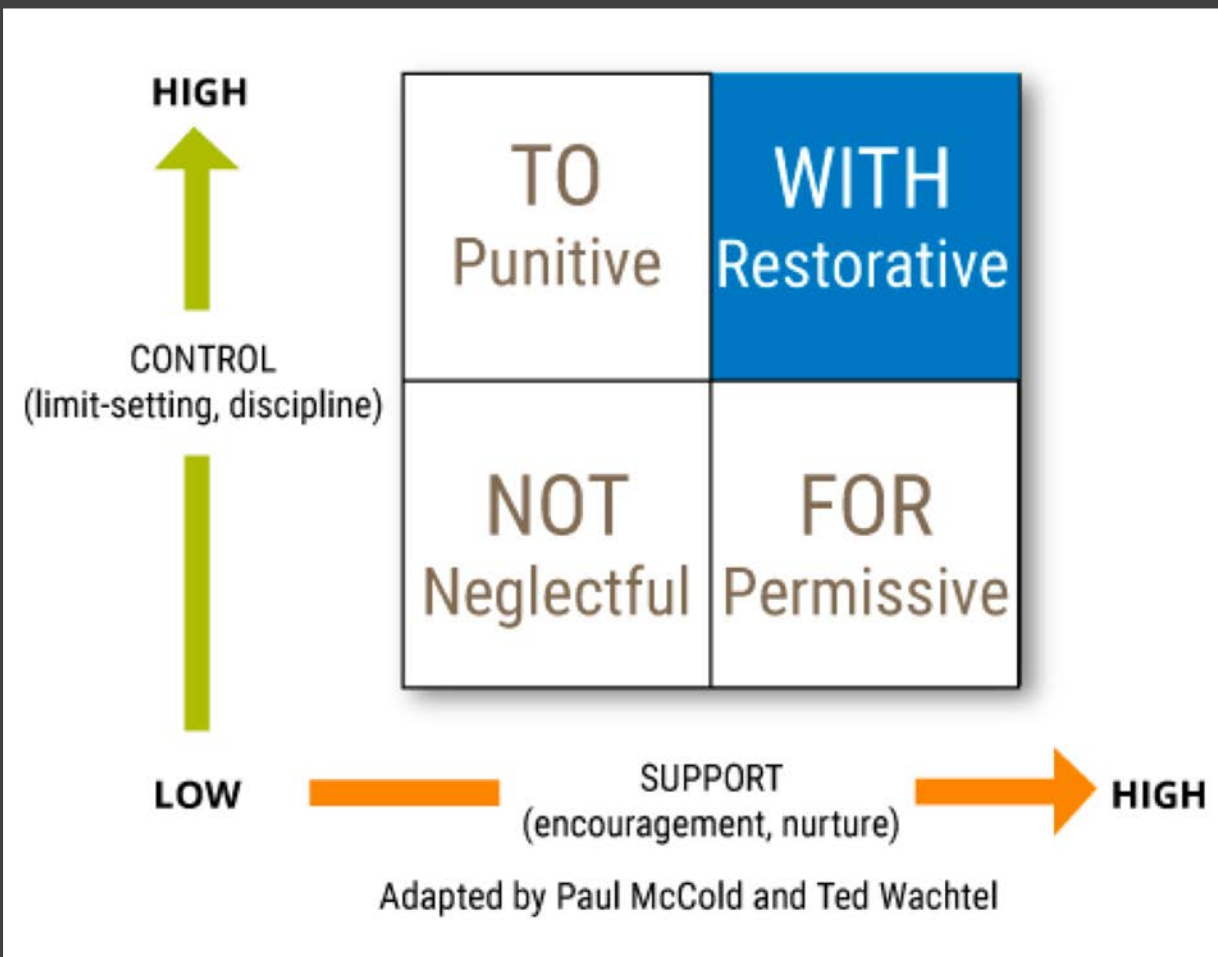 HIGH
TO
Punitive
WITH
Restorative
CONTROL
(limit-setting, discipline)
NOT
Neglectful
FOR
Permissive
LOW
SUPPORT
(encouragement, nurture)
HIGH
Adapted by Paul McCold and Ted Wachtel